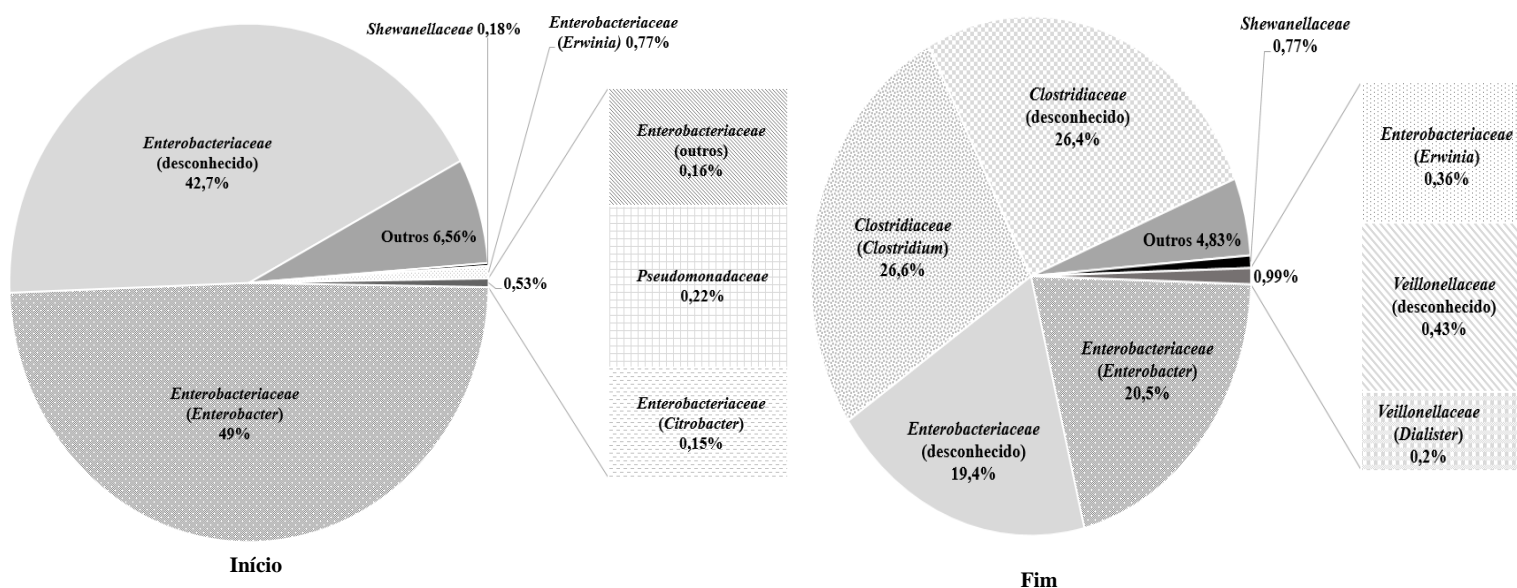 Shewanellaceae 0,18%
Enterobacteriaceae
(Erwinia) 0,77%
Enterobacteriaceae
(desconhecido)
42,7%
Outros 6,56%
0,53%
Enterobacteriaceae
(Enterobacter)
49%
Enterobacteriaceae
(outros)
0,16%
Pseudomonadaceae
0,22%
Enterobacteriaceae
(Citrobacter)
0,15%
Início
Shewanellaceae
0,77%
Clostridiaceae
(desconhecido)
26,4%
Clostridiaceae
(Clostridium)
26,6%
Outros 4,83%
0,99%
Enterobacteriaceae
(Enterobacter)
20,5%
Enterobacteriaceae
(desconhecido)
19,4%
Enterobacteriaceae
(Erwinia)
0,36%
Veillonellaceae
(desconhecido)
0,43%
Veillonellaceae
(Dialister)
0,2%
Fim